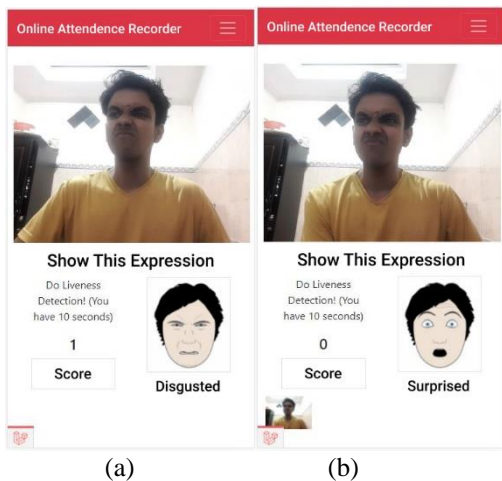 Online Attendence Recorder
Show This Expression
Do Liveness
Detection! (You
have 10 seconds)
1
Score
Disgusted
(a)
Online Attendence Recorder
Show This Expression
Do Liveness
Detection! (You
have 10 seconds)
0
Score
Surprised
(b)